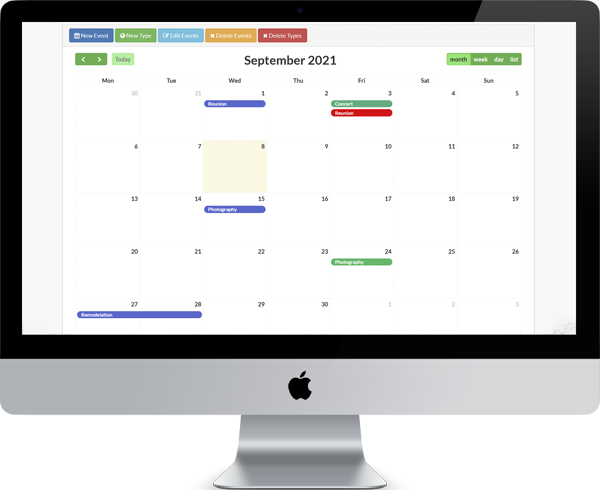 New Event New Type Edit Events Delete Events Delete Types
Today September 2021 month week day list
Mon Tue Wed Thu Fri Sat Sun
30 31 1 2 3 4 5
Reunion Concert
Reunion
6 7 8 9 10 11 12
13 14 15 16 17 18 19
Photography
20 21 22 23 24 25 26
Photography
27 28 29 30 1 2 3
Remodelation